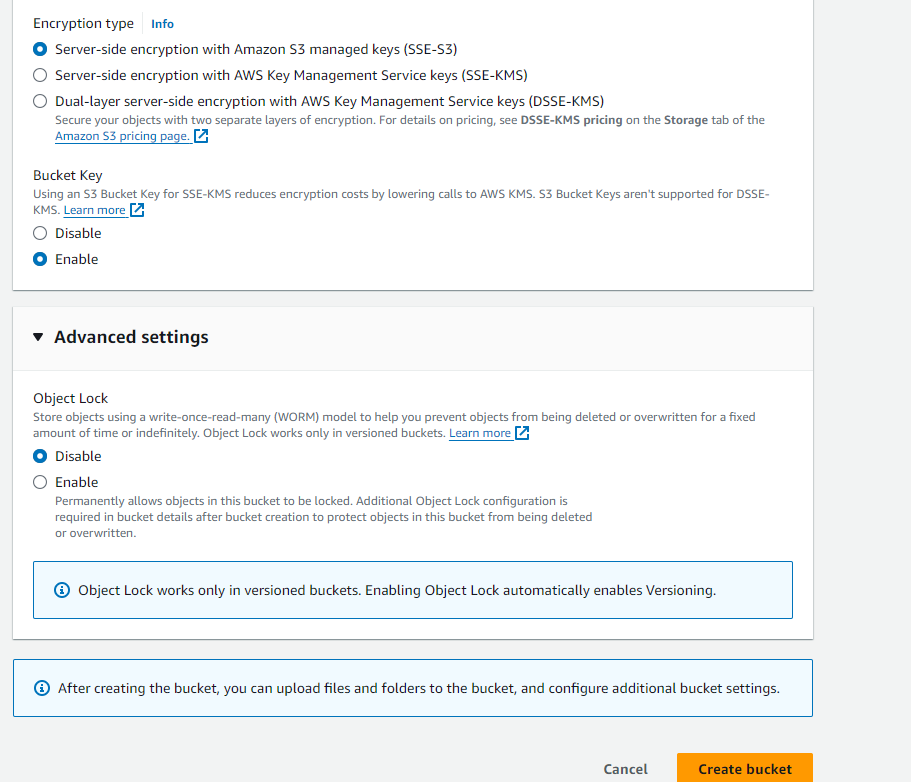 Encryption type Info
Server-side encryption with Amazon S3 managed keys (SSE-S3)
Server-side encryption with AWS Key Management Service keys (SSE-KMS)
Dual-layer server-side encryption with AWS Key Management Service keys (DSSE-KMS)
Secure your objects with two separate layers of encryption. For details on pricing, see DSSE-KMS pricing on the Storage tab of the
Amazon S3 pricing page.
Bucket Key
Using an S3 Bucket Key for SSE-KMS reduces encryption costs by lowering calls to AWS KMS. S3 Bucket Keys aren't supported for DSSE-
KMS. Learn more
Disable
Enable
Advanced settings
Object Lock
Store objects using a write-once-read-many (WORM) model to help you prevent objects from being deleted or overwritten for a fixed
amount of time or indefinitely. Object Lock works only in versioned buckets. Learn more
Disable
Enable
Permanently allows objects in this bucket to be locked. Additional Object Lock configuration is
required in bucket details after bucket creation to protect objects in this bucket from being deleted
or overwritten.
Object Lock works only in versioned buckets. Enabling Object Lock automatically enables Versioning.
After creating the bucket, you can upload files and folders to the bucket, and configure additional bucket settings.
Cancel Create bucket